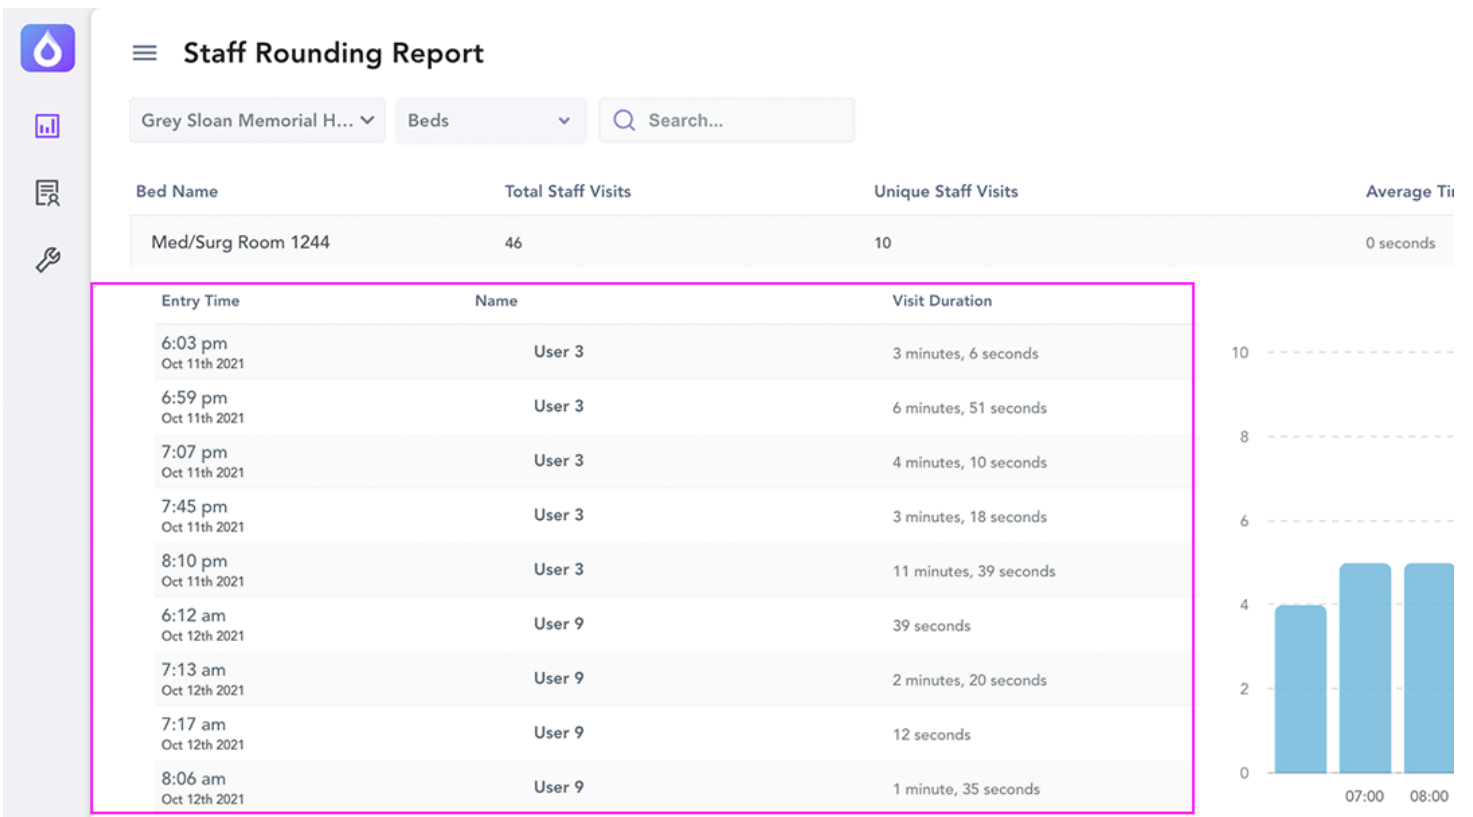 Staff Rounding Report
Grey Sloan Memorial H... Beds Search...
Bed Name Total Staff Visits Unique Staff Visits Average
Med/Surg Room 1244 46 10 0 seconds
Entry Time Name Visit Duration
6:03 pm
Oct 11th 2021 User 3 3 minutes, 6 seconds
6:59 pm
Oct 11th 2021 User 3 6 minutes, 51 seconds
7:07 pm
Oct 11th 2021 User 3 4 minutes, 10 seconds
7:45 pm
Oct 11th 2021 User 3 3 minutes, 18 seconds
8:10 pm
Oct 11th 2021 User 3 11 minutes, 39 seconds
6:12 am
Oct 12th 2021 User 9 39 seconds
7:13 am
Oct 12th 2021 User 9 2 minutes, 20 seconds
7:17 am
Oct 12th 2021 User 9 12 seconds
8:06 am
Oct 12th 2021 User 9 1 minute, 35 seconds
10
8
6
4
2
0
07:00 08:00